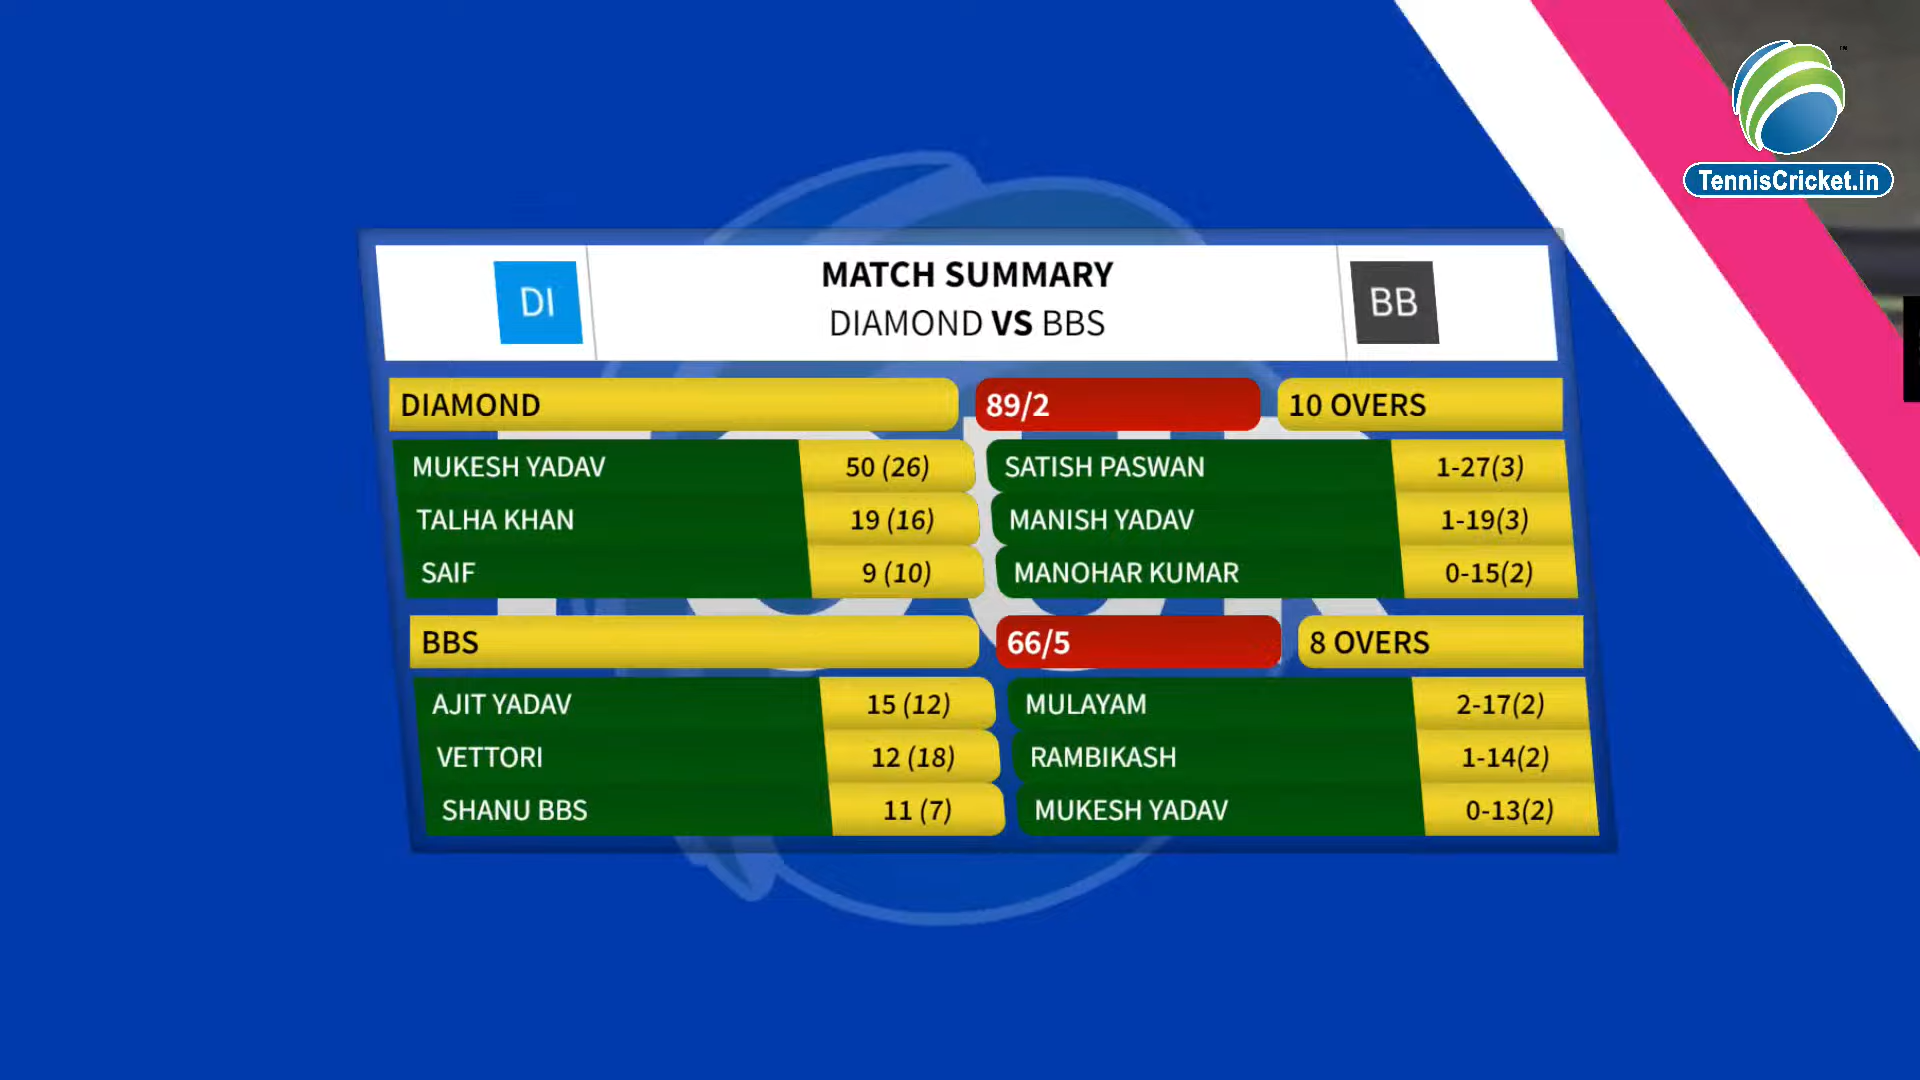 TennisCricket.in
DI
MATCH SUMMARY
DIAMOND VS BBS
BB
DIAMOND 89/2 10 OVERS
MUKESH YADAV 50 (26) SATISH PASWAN 1-27(3)
TALHA KHAN 19 (16) MANISH YADAV 1-19(3)
SAIF 9 (10) MANOHAR KUMAR 0-15(2)
BBS 66/5 8 OVERS
AJIT YADAV 15 (12) MULAYAM 2-17(2)
VETTORI 12 (18) RAMBIKASH 1-14(2)
SHANU BBS 11 (7) MUKESH YADAV 0-13(2)